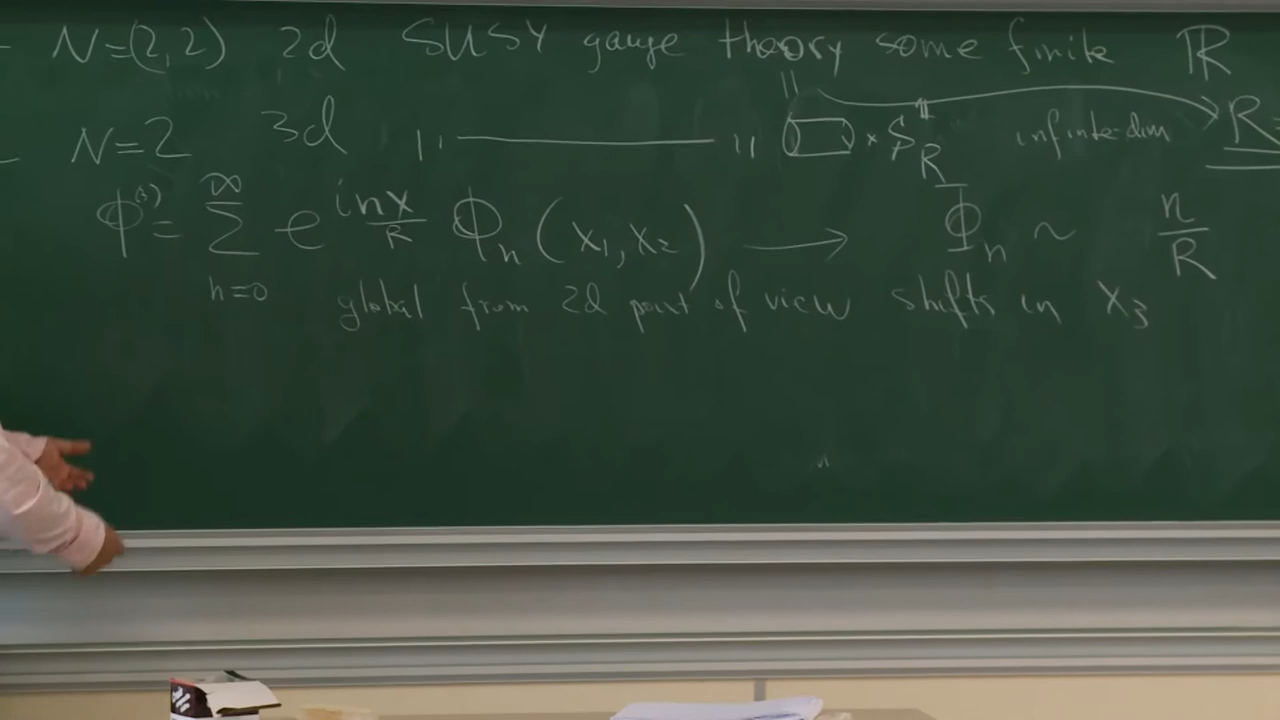 - N=(2,2) 2d SUSY gauge theory some finite R
- N=2 3d || ——— || × S¹_R infinite-dim R=
ϕ⁽³⁾ = ∑_{n=0}^{∞} e^{inx/R} Φ_n (x₁, x₂) → Φ_n ~ n/R
global from 2d point of view shifts in x₃